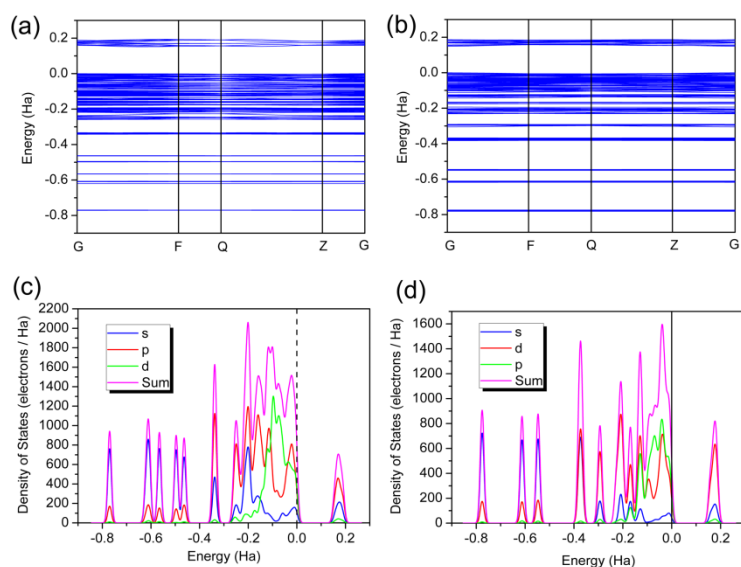 (a)
(b)
0.2
0.0
-0.2
-0.4
-0.6
-0.8
Energy (Ha)
G F Q Z G
0.2
0.0
-0.2
-0.4
-0.6
-0.8
Energy (Ha)
G F Q Z G
(c)
2200
2000
1800
1600
1400
1200
1000
800
600
400
200
0
Density of States (electrons / Ha)
s
p
d
Sum
-0.8 -0.6 -0.4 -0.2 0.0 0.2
Energy (Ha)
(d)
1600
1400
1200
1000
800
600
400
200
0
Density of States (electrons / Ha)
s
d
p
Sum
-0.8 -0.6 -0.4 -0.2 0.0 0.2
Energy (Ha)